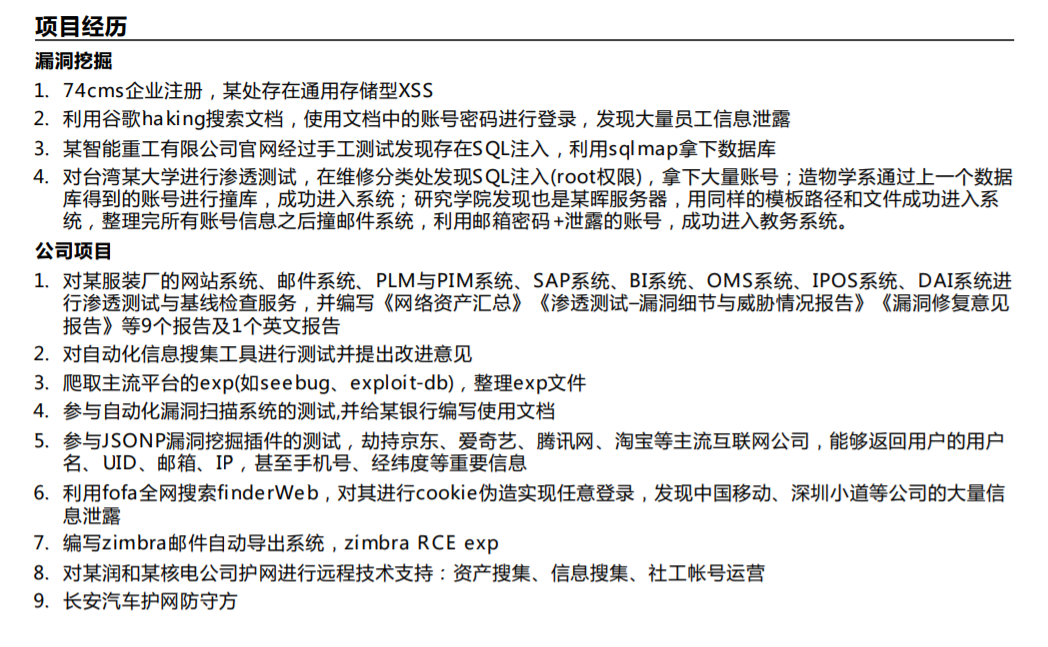 项目经历
漏洞挖掘
1. 74cms企业注册，某处存在通用存储型XSS
2. 利用谷歌haking搜索文档，使用文档中的账号密码进行登录，发现大量员工信息泄露
3. 某智能重工有限公司官网经过手工测试发现存在SQL注入，利用sqlmap拿下数据库
4. 对台湾某大学进行渗透测试，在维修分类处发现SQL注入(root权限)，拿下大量账号；造物学系通过上一个数据
库得到的账号进行撞库，成功进入系统；研究学院发现也是某晖服务器，用同样的模板路径和文件成功进入系
统，整理完所有账号信息之后撞邮件系统，利用邮箱密码+泄露的账号，成功进入教务系统。
公司项目
1. 对某服装厂的网站系统、邮件系统、PLM与PIM系统、SAP系统、BI系统、OMS系统、IPOS系统、DAI系统进
行渗透测试与基线检查服务，并编写《网络资产汇总》《渗透测试–漏洞细节与威胁情况报告》《漏洞修复意见
报告》等9个报告及1个英文报告
2. 对自动化信息搜集工具进行测试并提出改进意见
3. 爬取主流平台的exp(如seebug、exploit-db)，整理exp文件
4. 参与自动化漏洞扫描系统的测试,并给某银行编写使用文档
5. 参与JSONP漏洞挖掘插件的测试，劫持京东、爱奇艺、腾讯网、淘宝等主流互联网公司，能够返回用户的用户
名、UID、邮箱、IP，甚至手机号、经纬度等重要信息
6. 利用fofa全网搜索finderWeb，对其进行cookie伪造实现任意登录，发现中国移动、深圳小道等公司的大量信
息泄露
7. 编写zimbra邮件自动导出系统，zimbra RCE exp
8. 对某润和某核电公司护网进行远程技术支持：资产搜集、信息搜集、社工帐号运营
9. 长安汽车护网防守方